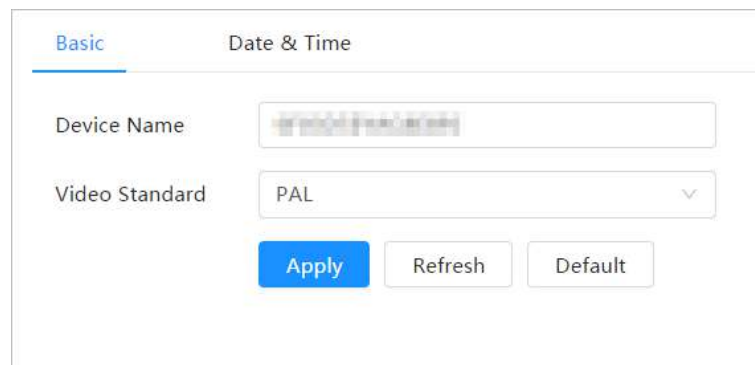 Basic Date & Time
Device Name
Video Standard PAL
Apply Refresh Default